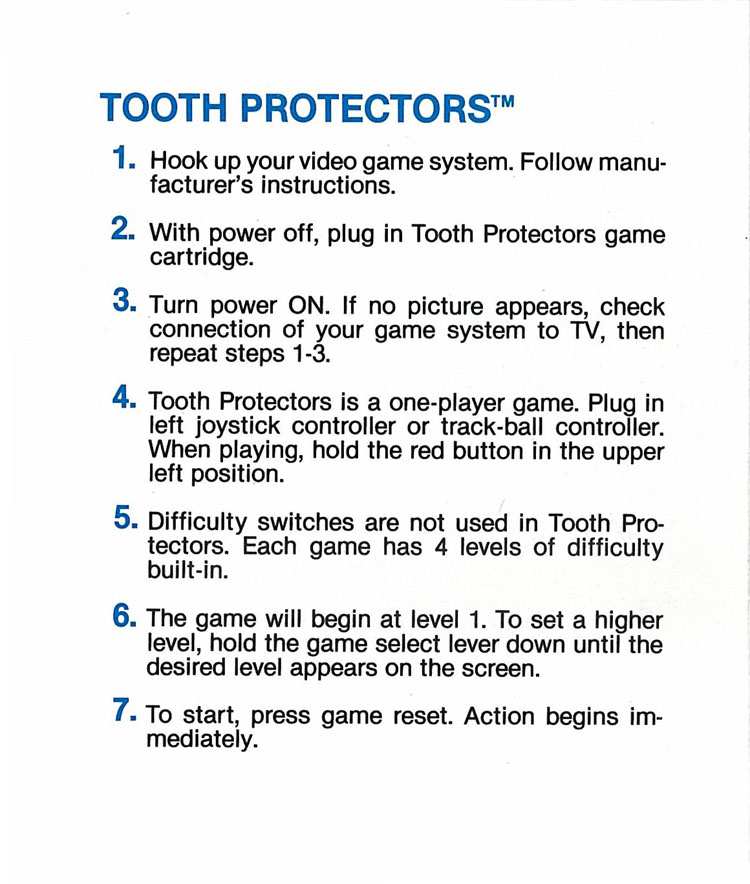 TOOTH PROTECTORS™
1. Hook up your video game system. Follow manu-
facturer's instructions.
2. With power off, plug in Tooth Protectors game
cartridge.
3. Turn power ON. If no picture appears, check
connection of your game system to TV, then
repeat steps 1-3.
4. Tooth Protectors is a one-player game. Plug in
left joystick controller or track-ball controller.
When playing, hold the red button in the upper
left position.
5. Difficulty switches are not used in Tooth Pro-
tectors. Each game has 4 levels of difficulty
built-in.
6. The game will begin at level 1. To set a higher
level, hold the game select lever down until the
desired level appears on the screen.
7. To start, press game reset. Action begins im-
mediately.